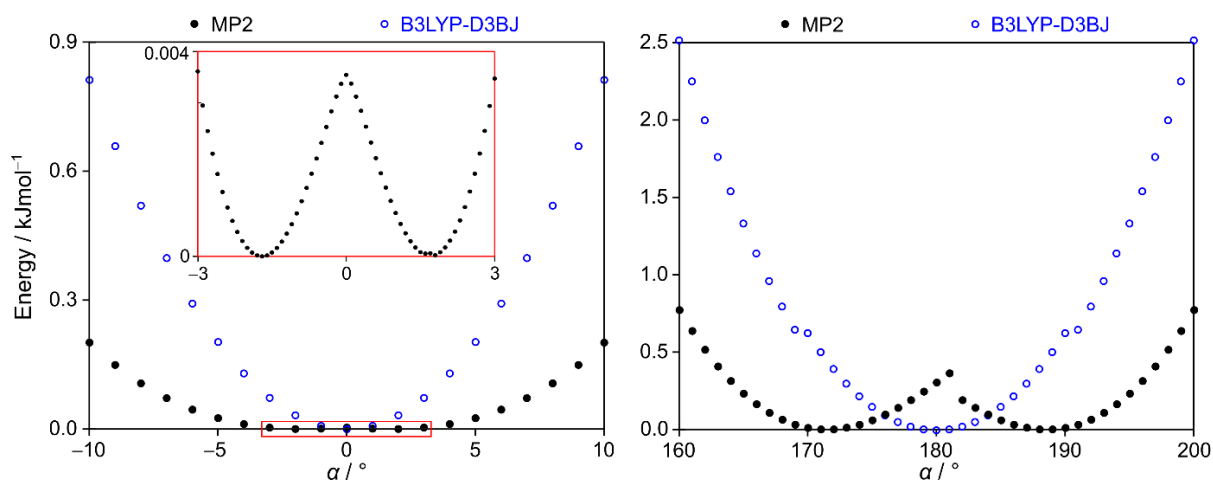 MP2 B3LYP-D3BJ
0.9
0.6
0.3
0.0
Energy / kJmol⁻¹
0.004
0
−3 0 3
−10 −5 0 5 10
α / °
MP2 B3LYP-D3BJ
2.5
2.0
1.5
1.0
0.5
0.0
160 170 180 190 200
α / °